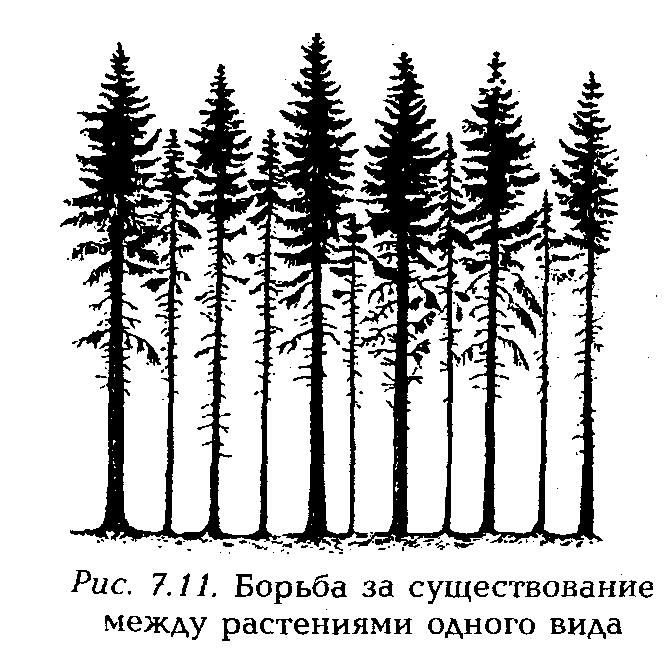 Рис. 7.11. Борьба за существование
между растениями одного вида